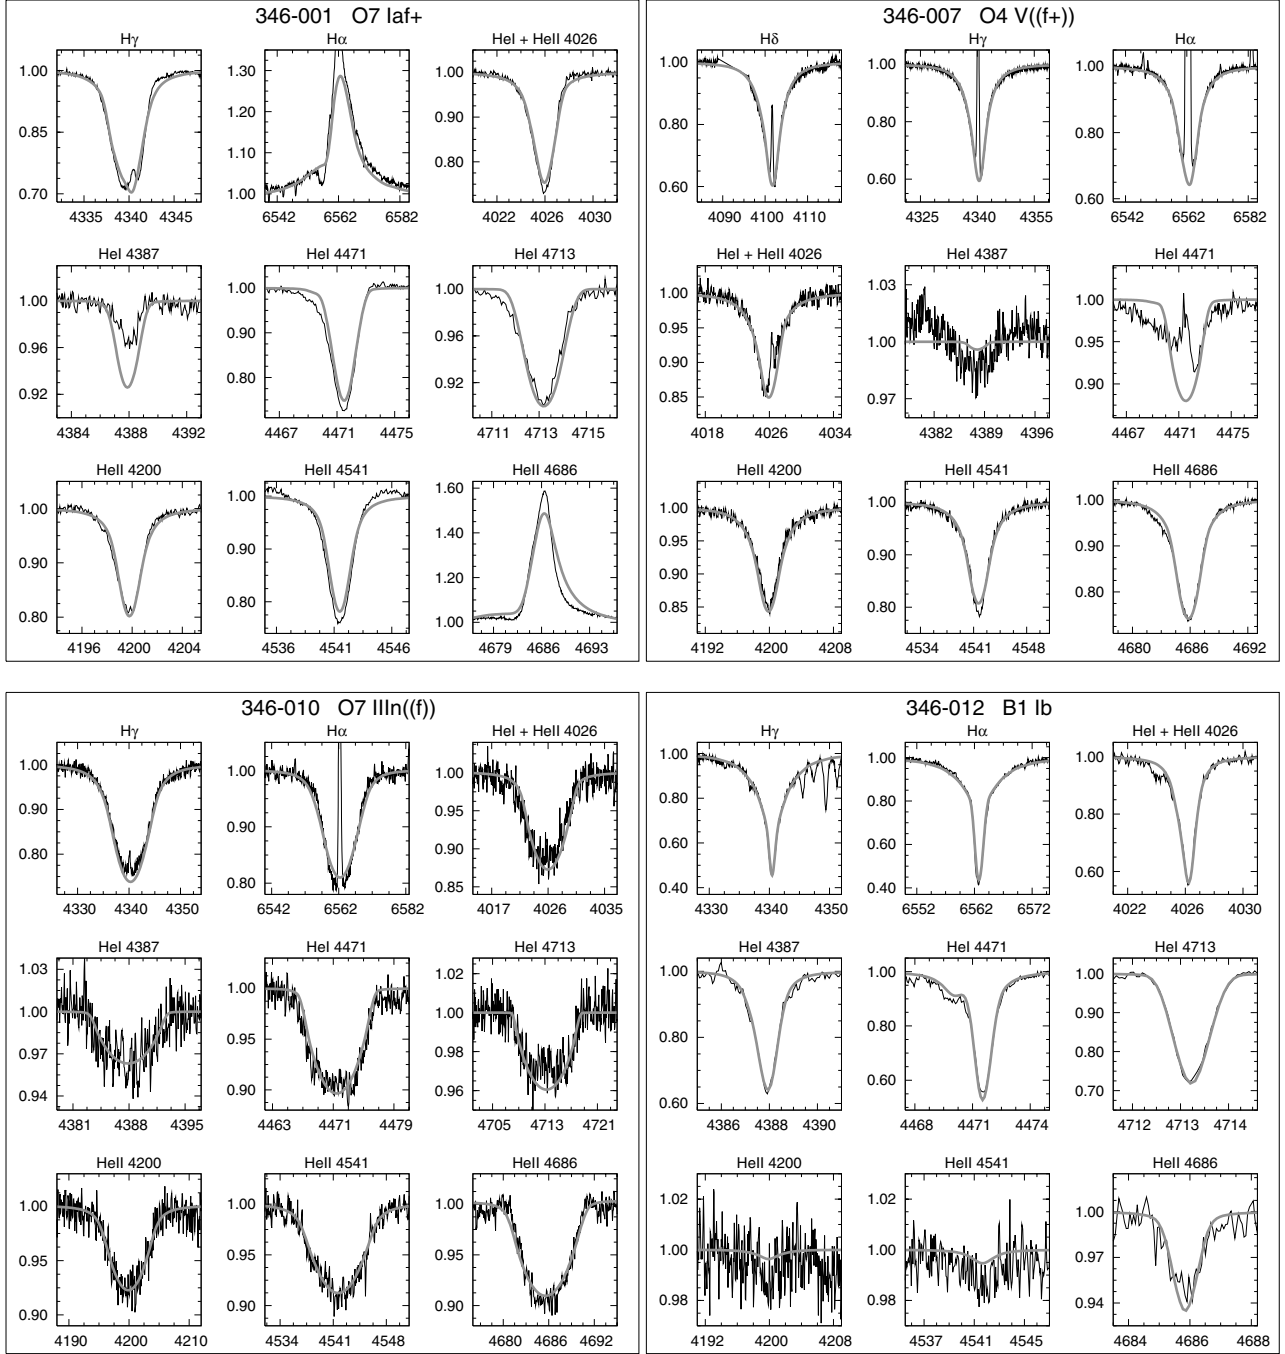 346-001 O7 Iaf+
Hγ
Hα
HeI + HeII 4026
1.00
0.85
0.70
4335 4340 4345
1.30
1.20
1.10
1.00
6542 6562 6582
1.00
0.90
0.80
4022 4026 4030
HeI 4387
HeI 4471
HeI 4713
1.00
0.96
0.92
4384 4388 4392
1.00
0.90
0.80
4467 4471 4475
1.00
0.96
0.92
4711 4713 4715
HeII 4200
HeII 4541
HeII 4686
1.00
0.90
0.80
4196 4200 4204
1.00
0.90
0.80
4536 4541 4546
1.60
1.40
1.20
1.00
4679 4686 4693
346-007 O4 V((f+))
Hδ
Hγ
Hα
1.00
0.80
0.60
4090 4100 4110
1.00
0.80
0.60
4325 4340 4355
1.00
0.80
0.60
6542 6562 6582
HeI + HeII 4026
HeI 4387
HeI 4471
1.00
0.95
0.90
0.85
4018 4026 4034
1.03
1.00
0.97
4382 4389 4396
1.00
0.95
0.90
4467 4471 4475
HeII 4200
HeII 4541
HeII 4686
1.00
0.95
0.90
0.85
4192 4200 4208
1.00
0.90
0.80
4534 4541 4548
1.00
0.90
0.80
4680 4686 4692
346-010 O7 IIIn((f))
Hγ
Hα
HeI + HeII 4026
1.00
0.90
0.80
4330 4340 4350
1.00
0.90
0.80
6542 6562 6582
1.00
0.95
0.90
0.85
4017 4026 4035
HeI 4387
HeI 4471
HeI 4713
1.03
1.00
0.97
0.94
4381 4388 4395
1.00
0.95
0.90
4463 4471 4479
1.02
1.00
0.98
0.96
4705 4713 4721
HeII 4200
HeII 4541
HeII 4686
1.00
0.95
0.90
4190 4200 4210
1.00
0.95
0.90
4534 4541 4548
1.00
0.95
0.90
4680 4688 4696
346-012 B1 Ib
Hγ
Hα
HeI + HeII 4026
1.00
0.80
0.60
0.40
4330 4340 4350
1.00
0.80
0.60
0.40
6552 6562 6572
1.00
0.80
0.60
4022 4026 4030
HeI 4387
HeI 4471
HeI 4713
1.00
0.80
0.60
4386 4388 4390
1.00
0.80
0.60
4468 4471 4474
1.00
0.90
0.80
0.70
4712 4713 4714
HeII 4200
HeII 4541
HeII 4686
1.02
1.00
0.98
4192 4200 4208
1.02
1.00
0.98
4537 4541 4545
1.00
0.97
0.94
4684 4686 4688